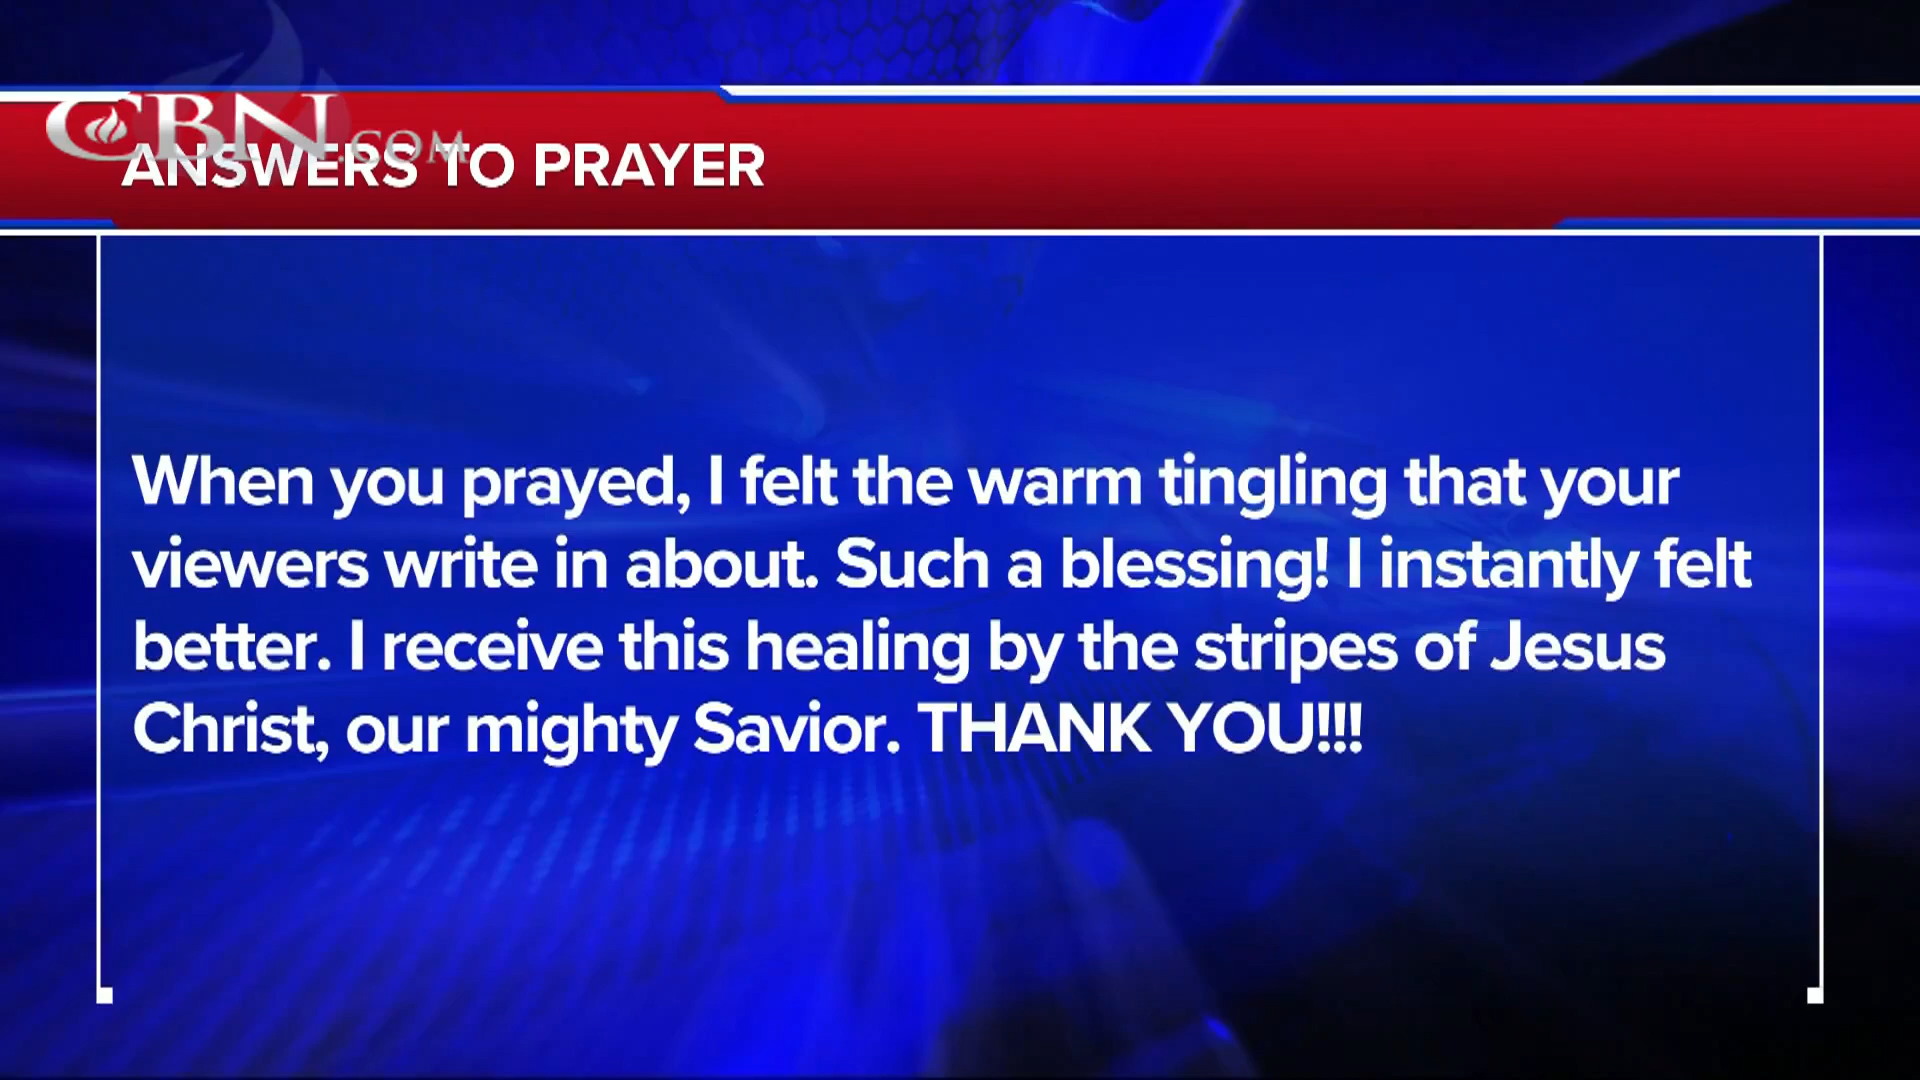 CBN.COM
ANSWERS TO PRAYER
When you prayed, I felt the warm tingling that your
viewers write in about. Such a blessing! I instantly felt
better. I receive this healing by the stripes of Jesus
Christ, our mighty Savior. THANK YOU!!!